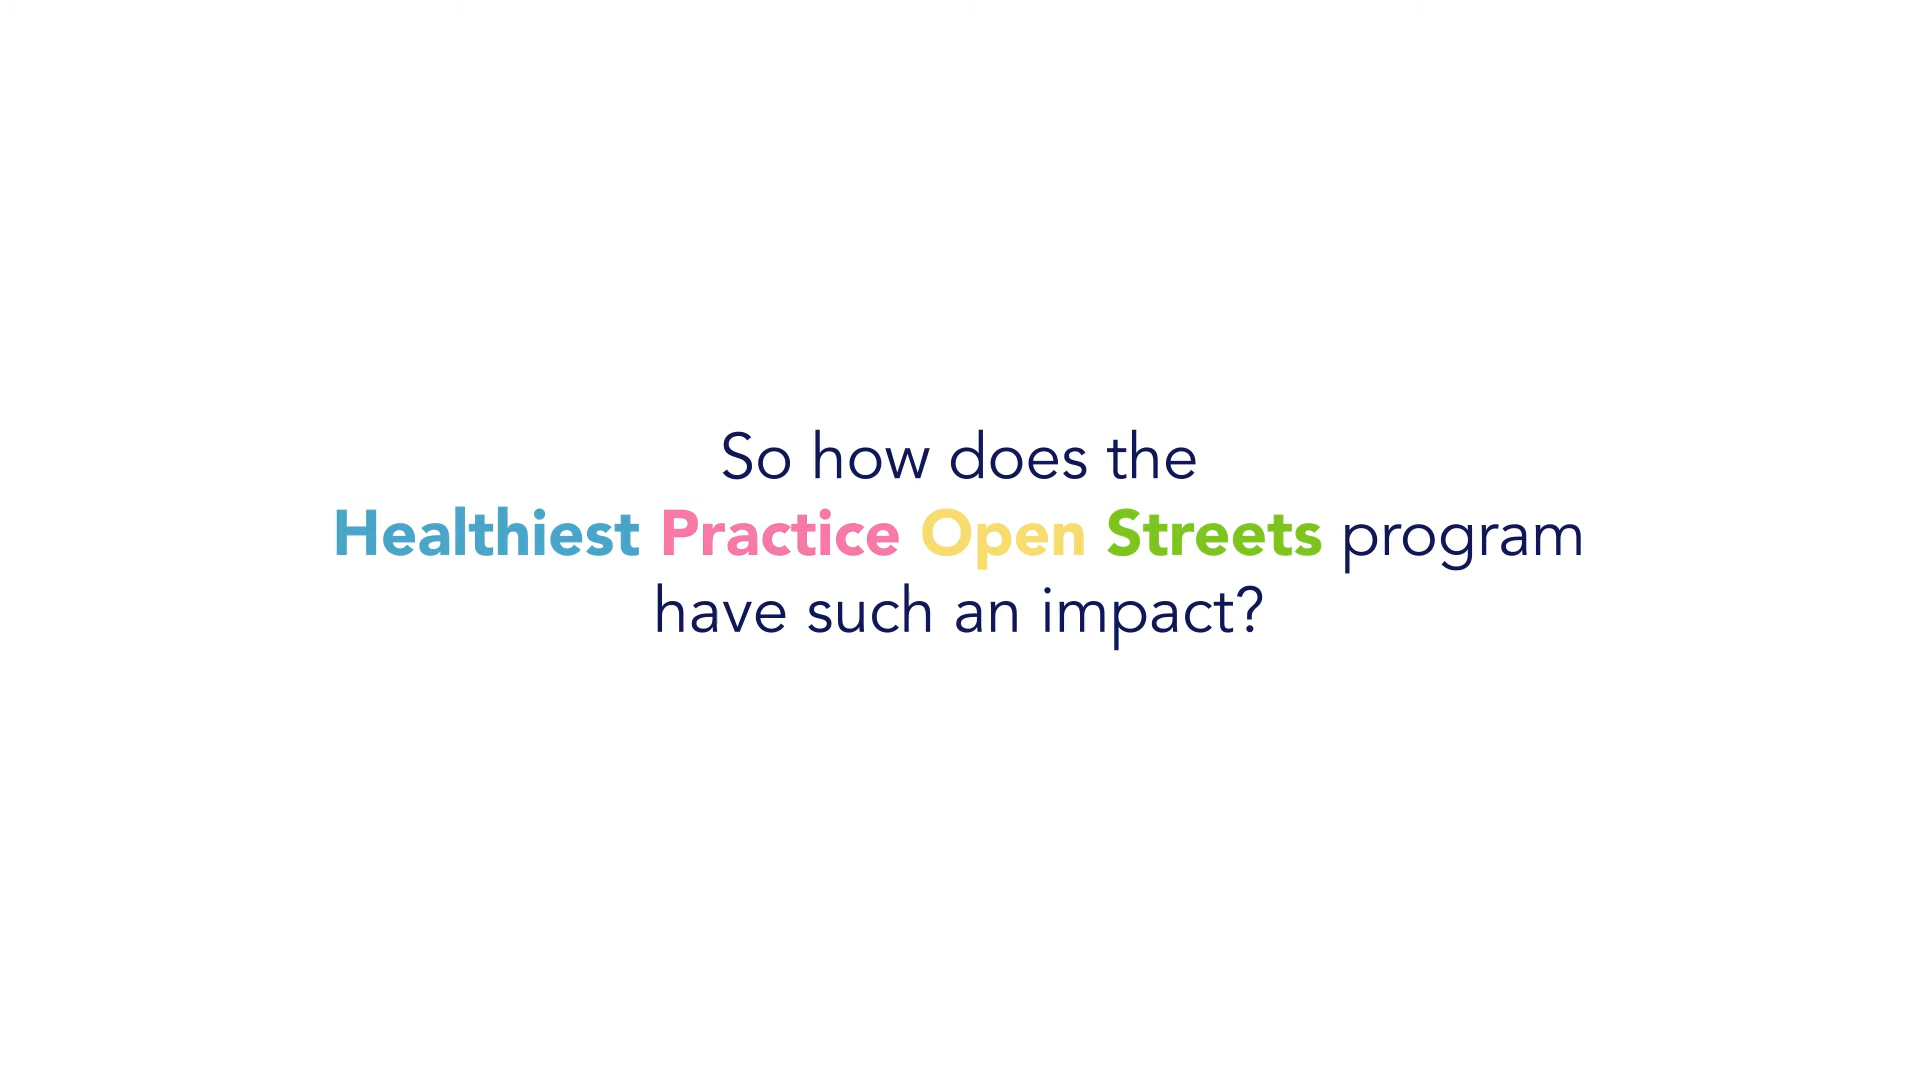 So how does the
Healthiest Practice Open Streets program
have such an impact?